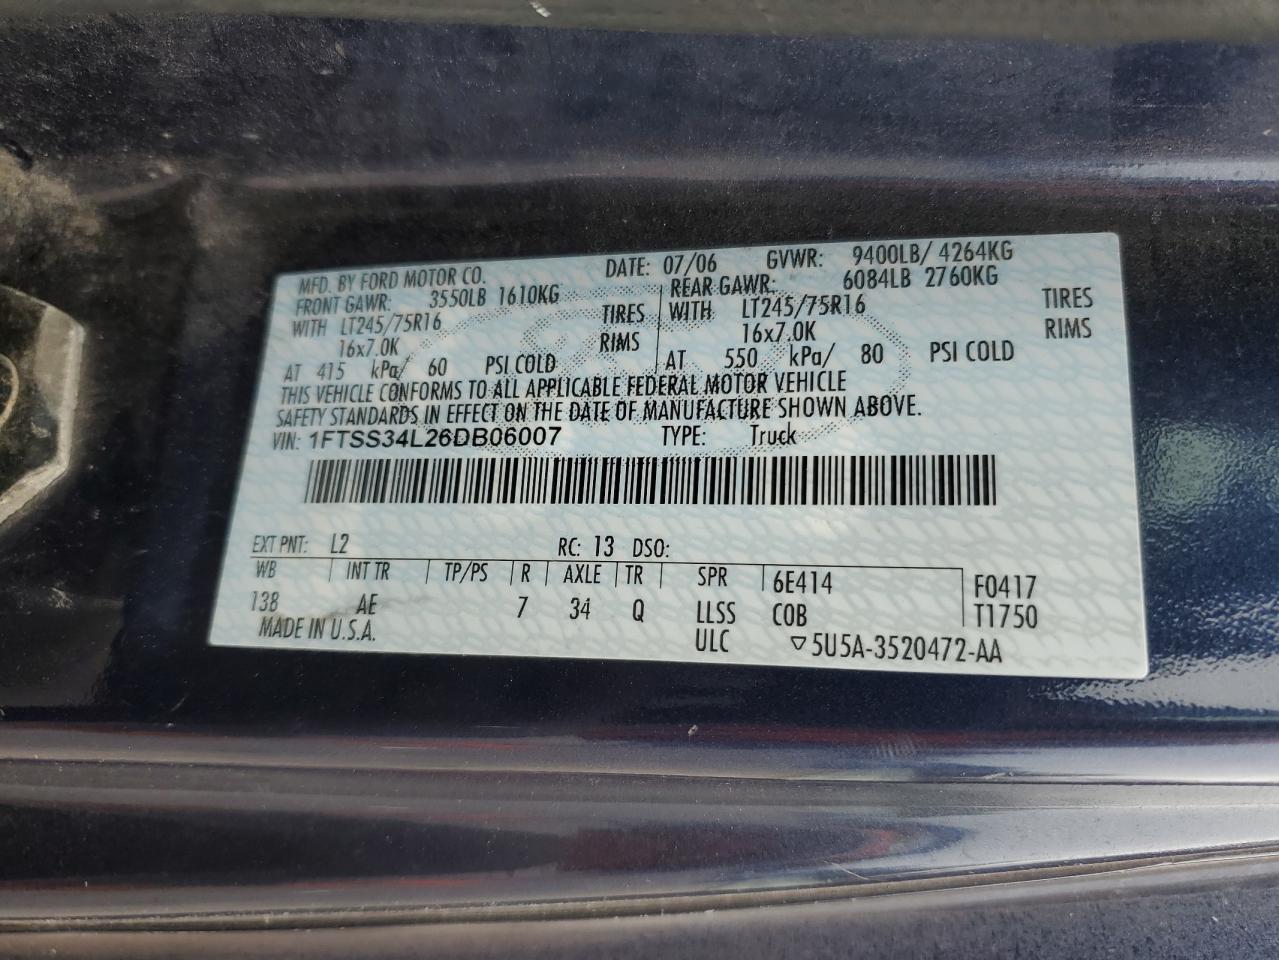 MFD. BY FORD MOTOR CO. DATE: 07/06 GVWR: 9400LB/ 4264KG
FRONT GAWR: 3550LB 1610KG REAR GAWR: 6084LB 2760KG
WITH LT245/75R16 TIRES WITH LT245/75R16 TIRES
16x7.0K RIMS 16x7.0K RIMS
AT 415 kPa/ 60 PSI COLD AT 550 kPa/ 80 PSI COLD
THIS VEHICLE CONFORMS TO ALL APPLICABLE FEDERAL MOTOR VEHICLE
SAFETY STANDARDS IN EFFECT ON THE DATE OF MANUFACTURE SHOWN ABOVE.
VIN: 1FTSS34L26DB06007 TYPE: Truck
EXT PNT: L2 RC: 13 DSO:
WB INT TR TP/PS R AXLE TR SPR 6E414 F0417
138 AE 7 34 Q LLSS COB T1750
MADE IN U.S.A. ULC ▽5U5A-3520472-AA